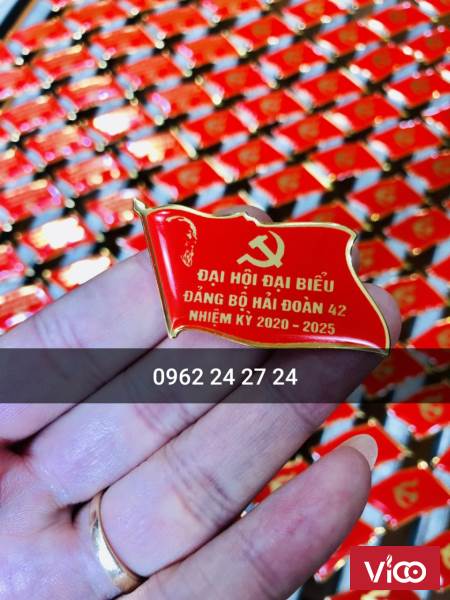 ĐẠI HỘI ĐẠI BIỂU
ĐẢNG BỘ HẢI ĐOÀN 42
NHIỆM KỲ 2020 - 2025
0962 24 27 24
Vico